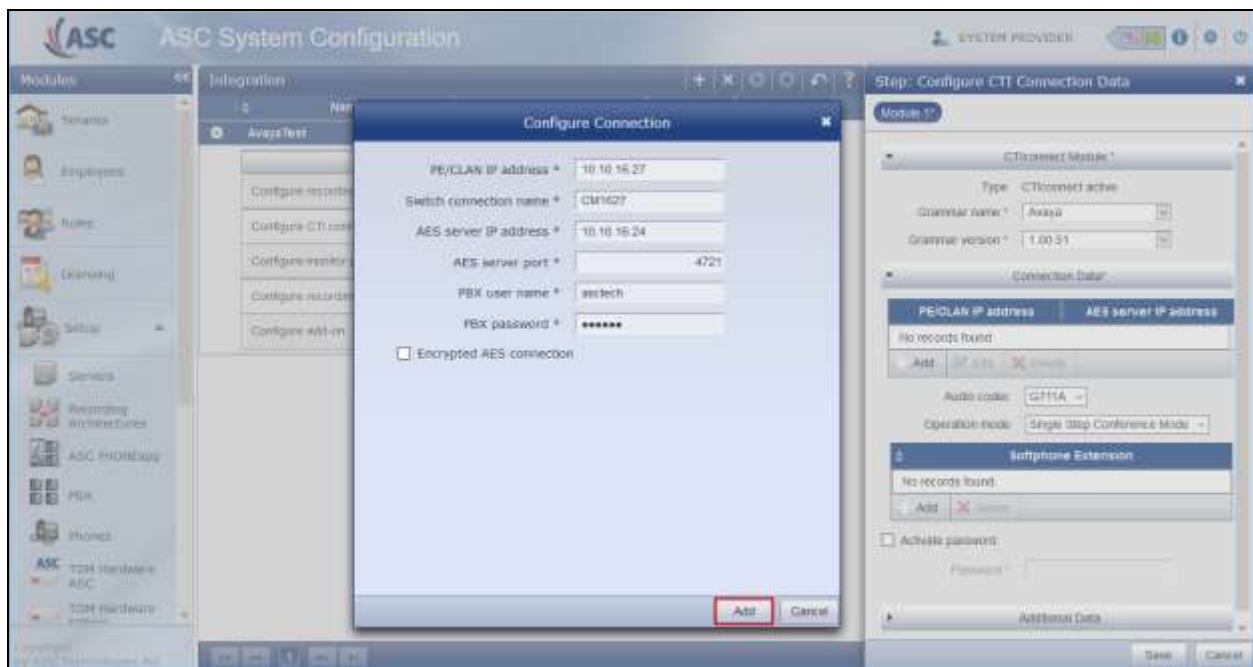 ASC
ASC System Configuration
SYSTEM PROVIDER
Modules
Tenants
Employees
Roles
Licensing
Setup
Servers
Recording Architectures
ASC PHONEapp
PBX
Phones
TDM Hardware ASC
TDM Hardware
Integration
AvayaTest
Configure CTI
Configure monitor
Configure add-on
Configure Connection
PE/CLAN IP address * 10.10.16.27
Switch connection name * CM1627
AES server IP address * 10.10.16.24
AES server port * 4721
PBX user name * asctech
PBX password * ●●●●●●
Encrypted AES connection
Add Cancel
Step: Configure CTI Connection Data
Module 1*
CTIconnect Module *
Type CTIconnect active
Grammar name * Avaya
Grammar version * 1.00-51
Connection Data*
PE/CLAN IP address AES server IP address
No records found.
Add Edit Delete
Audio codec G711A
Operation mode Single Step Conference Mode
Softphone Extension
No records found.
Add Delete
Activate password
Password *
Additional Data
Save Cancel